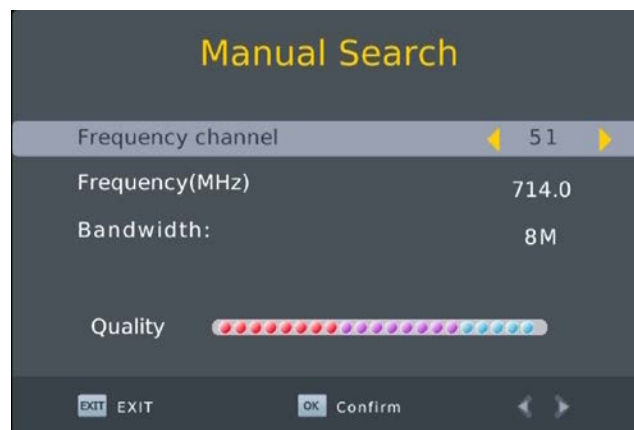 Manual Search
Frequency channel 51
Frequency(MHz) 714.0
Bandwidth: 8M
Quality
EXIT EXIT OK Confirm